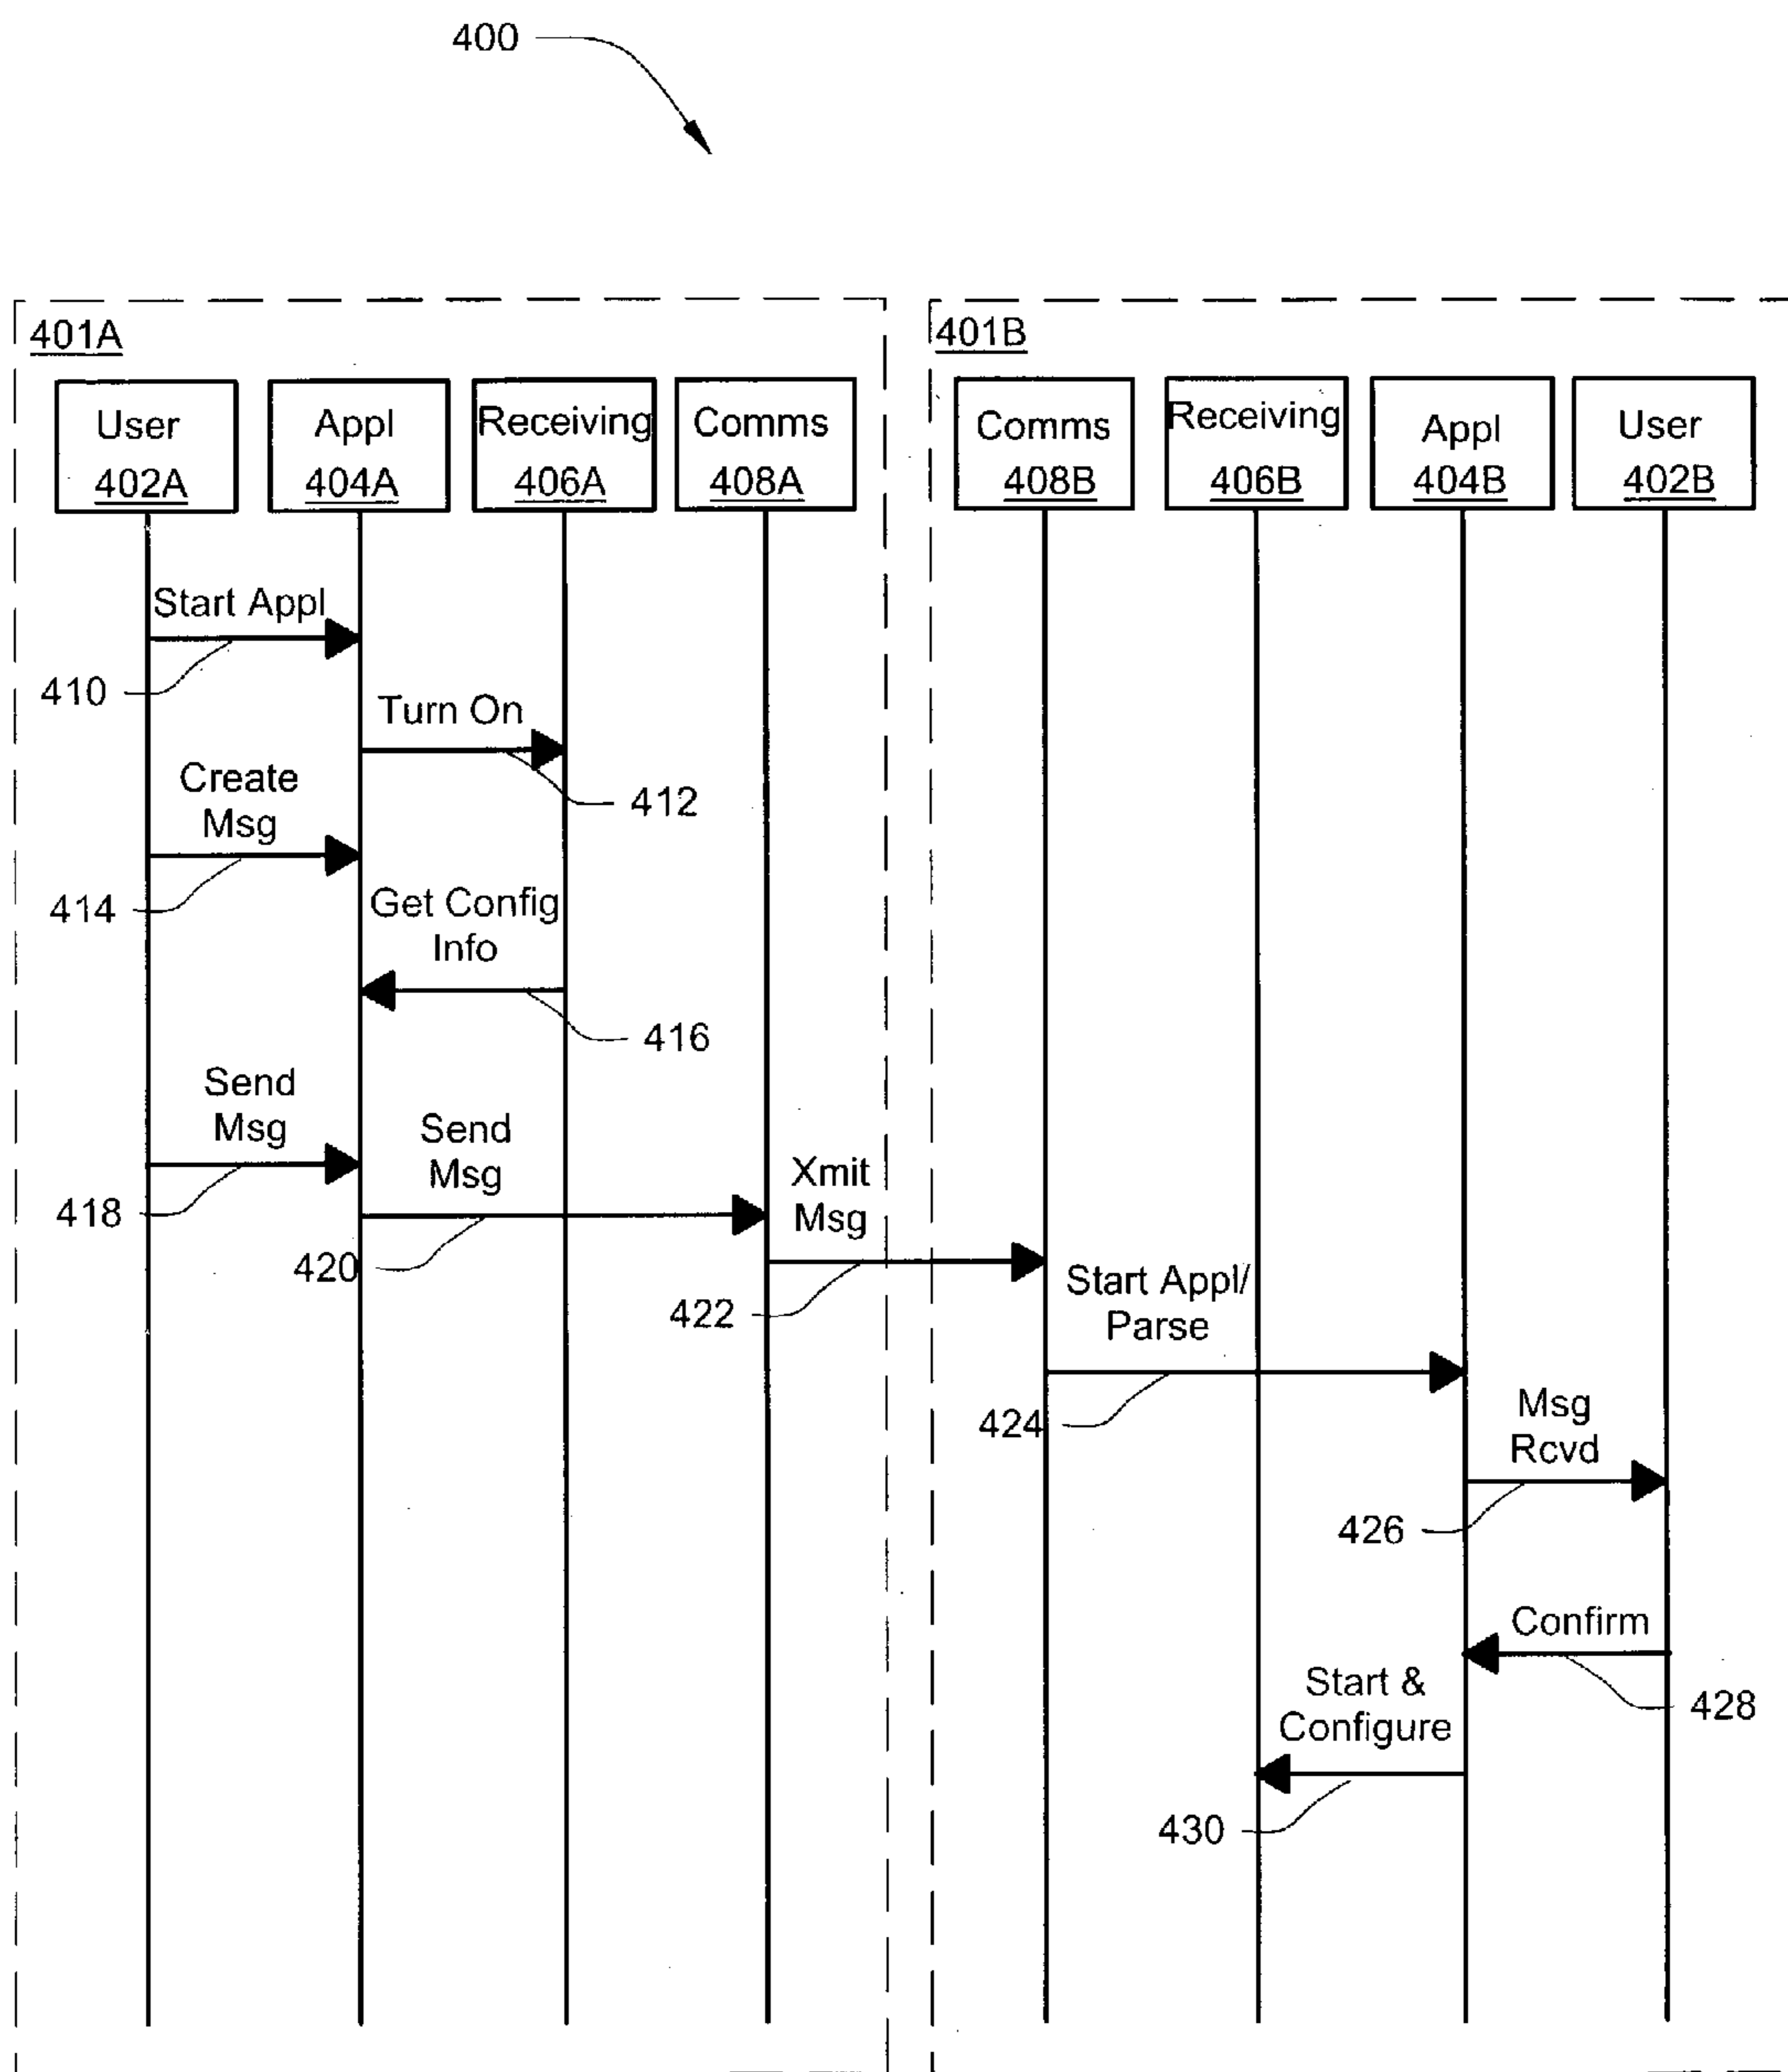 400
401A
401B
User
402A
Appl
404A
Receiving
406A
Comms
408A
Comms
408B
Receiving
406B
Appl
404B
User
402B
Start Appl
410
Turn On
412
Create
Msg
414
Get Config
Info
416
Send
Msg
418
Send
Msg
420
Xmit
Msg
422
Start Appl/
Parse
424
Msg
Rcvd
426
Confirm
428
Start &
Configure
430